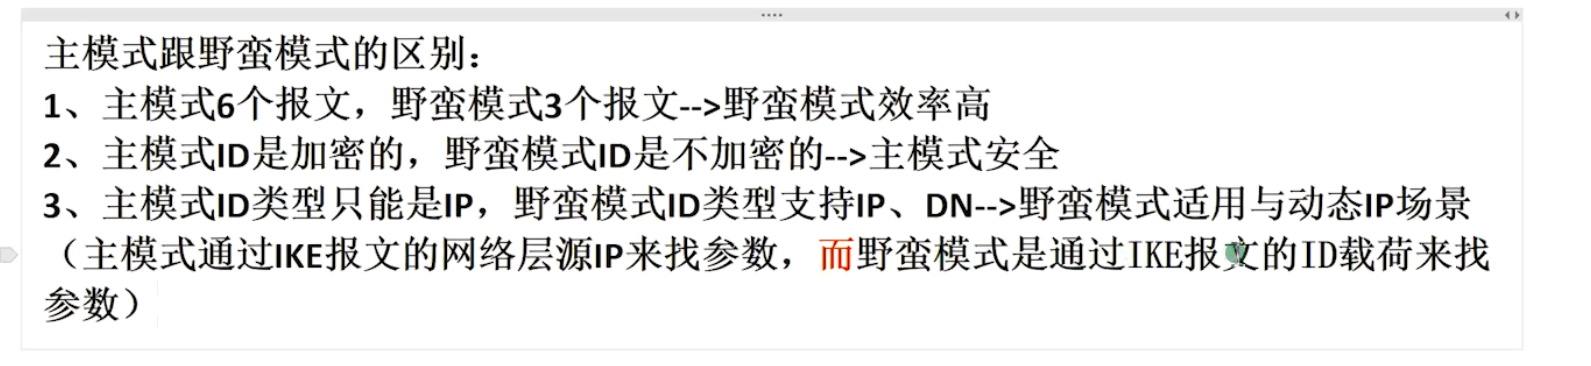 主模式跟野蛮模式的区别：
1、主模式6个报文，野蛮模式3个报文-->野蛮模式效率高
2、主模式ID是加密的，野蛮模式ID是不加密的-->主模式安全
3、主模式ID类型只能是IP，野蛮模式ID类型支持IP、DN-->野蛮模式适用与动态IP场景
（主模式通过IKE报文的网络层源IP来找参数，而野蛮模式是通过IKE报文的ID载荷来找
参数）